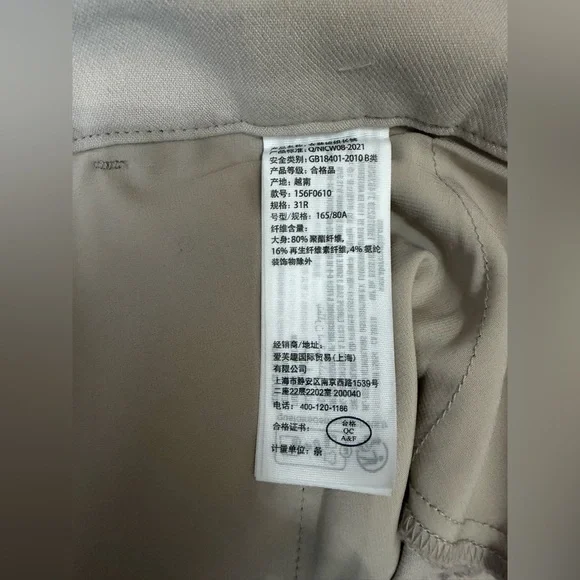 产品标准: Q/NICW08-2021
安全类别: GB18401-2010 B类
产品等级: 合格品
产地: 越南
款号: 156F0610
规格: 31R
号型/规格: 165/80A
纤维含量:
大身: 80% 聚酯纤维,
16% 再生纤维素纤维, 4% 氨纶
装饰物除外
经销商/地址:
爱芙趣国际贸易(上海)
有限公司
上海市静安区南京西路1539号
二座22层2202室 200040
电话: 400-120-1186
合格证书: 合格
QC
A&F
计量单位: 条